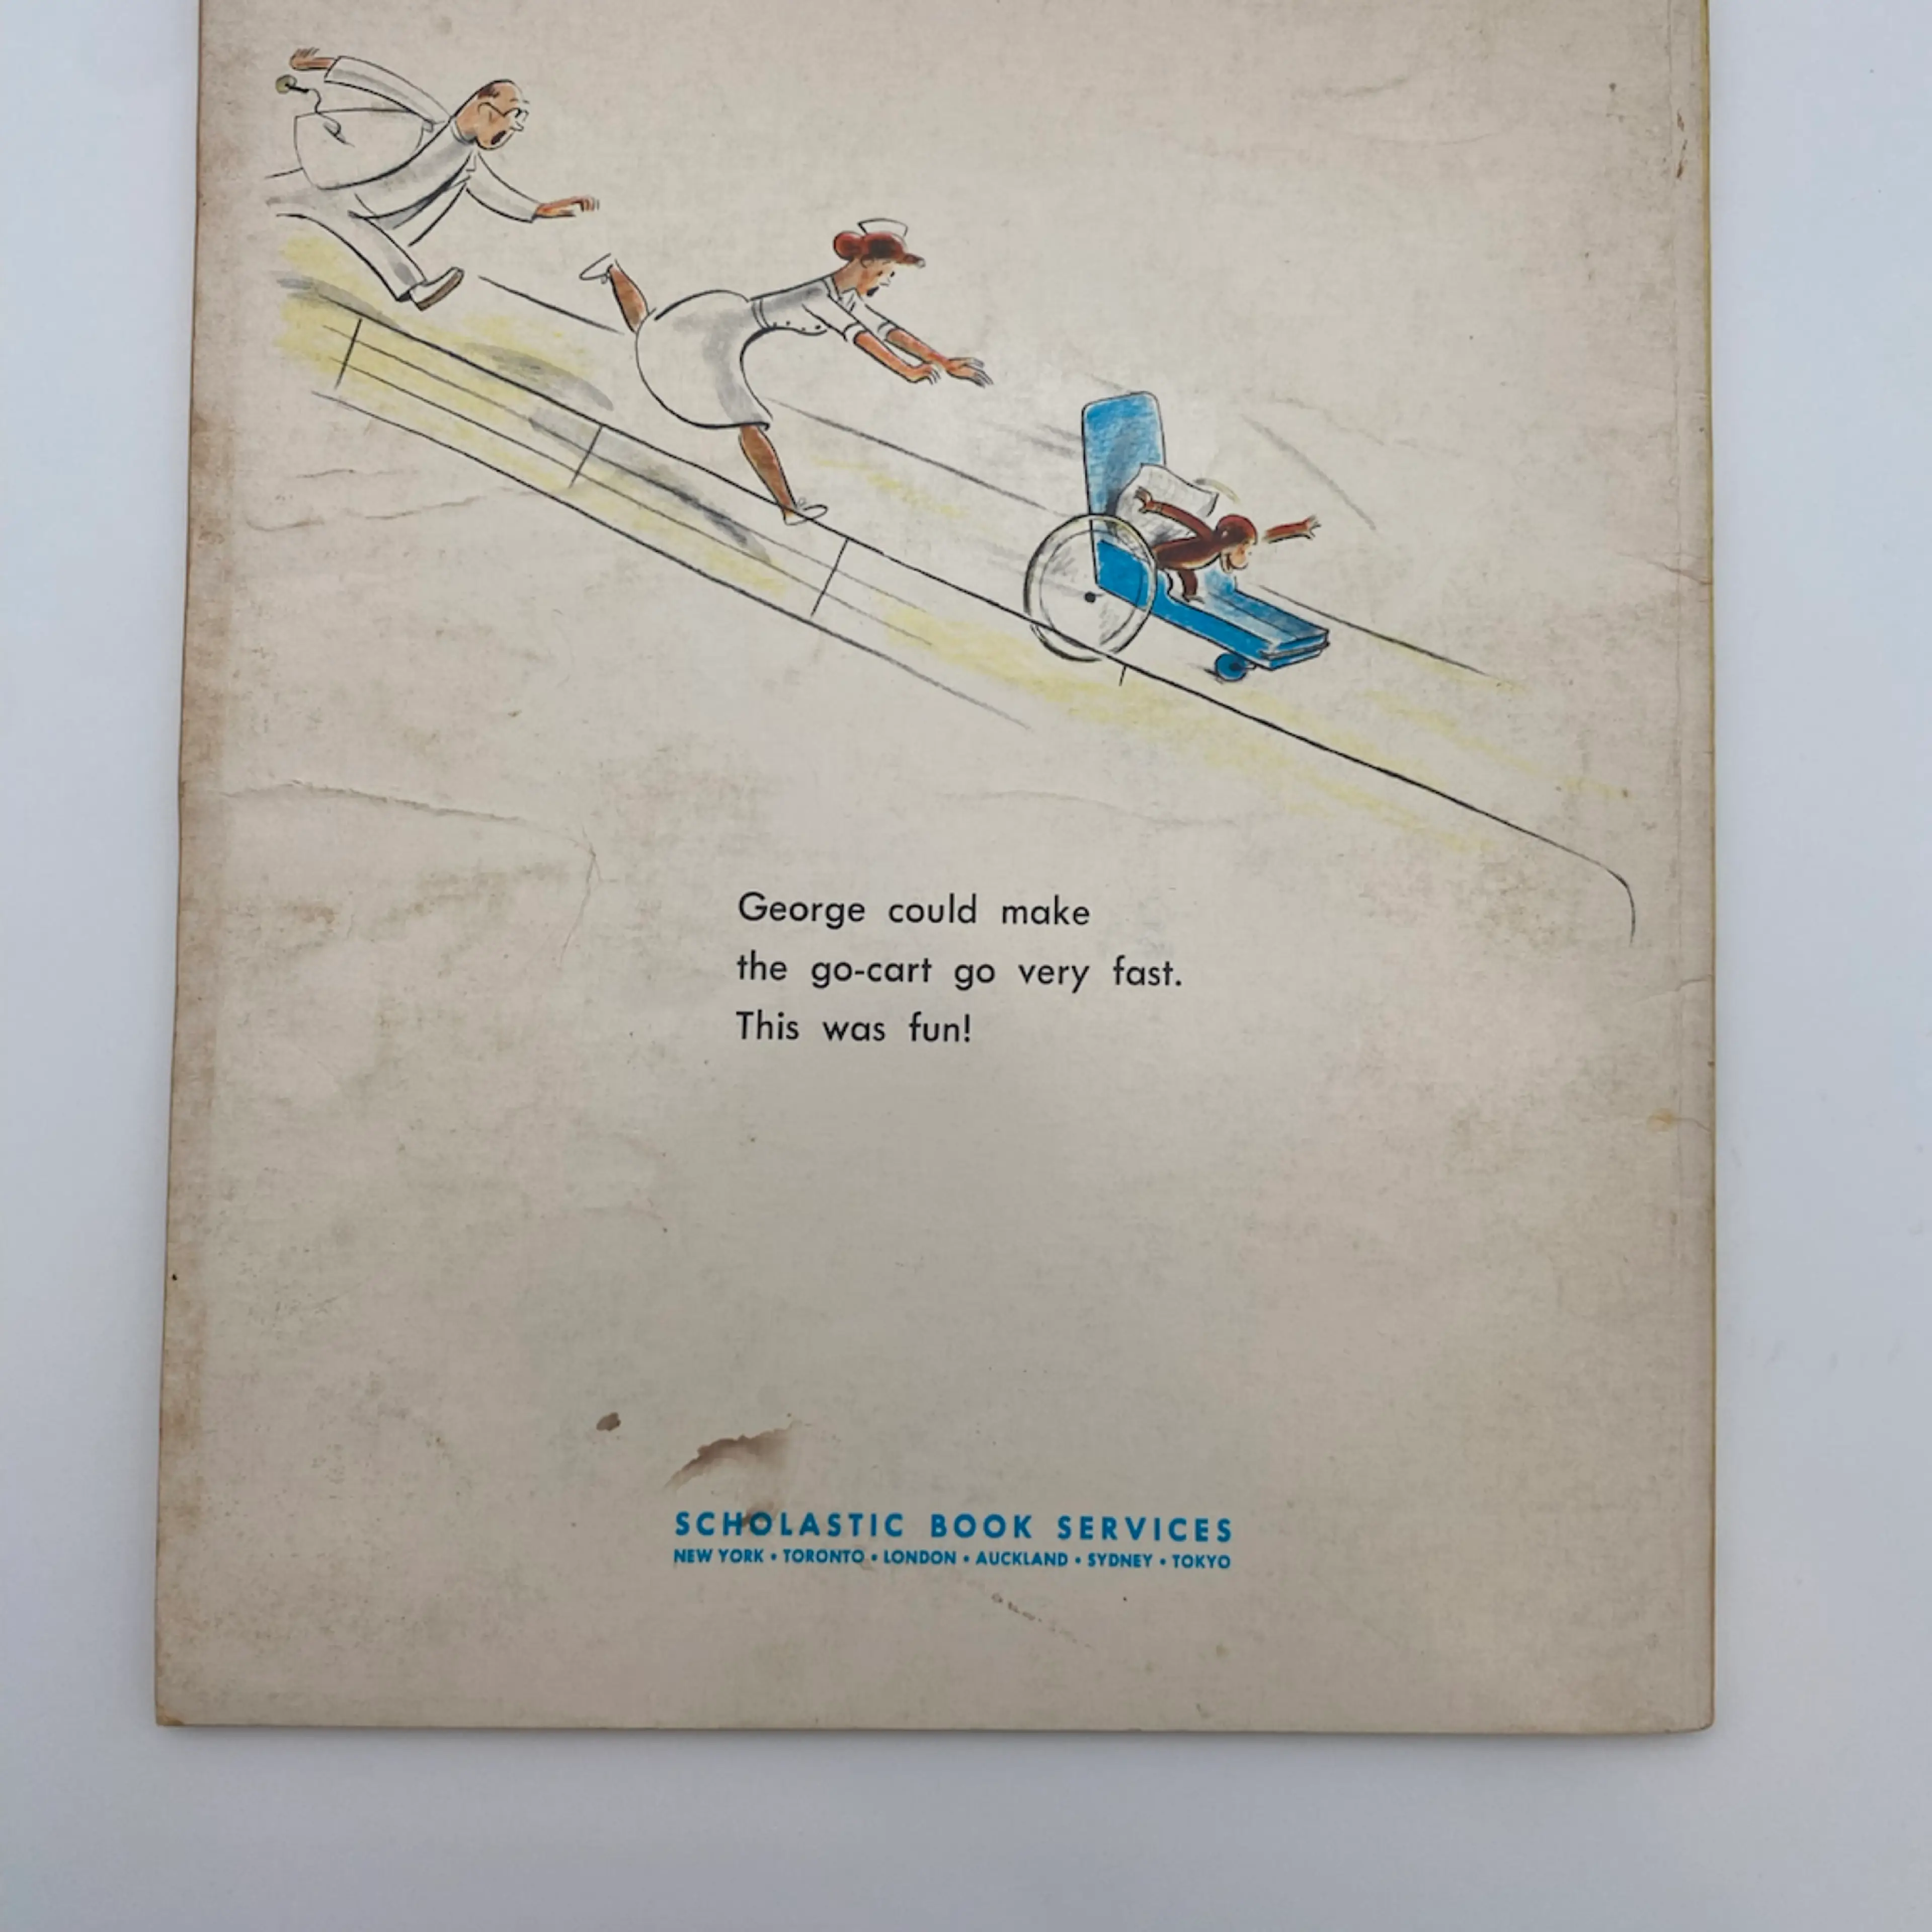 George could make
the go-cart go very fast.
This was fun!
SCHOLASTIC BOOK SERVICES
NEW YORK • TORONTO • LONDON • AUCKLAND • SYDNEY • TOKYO